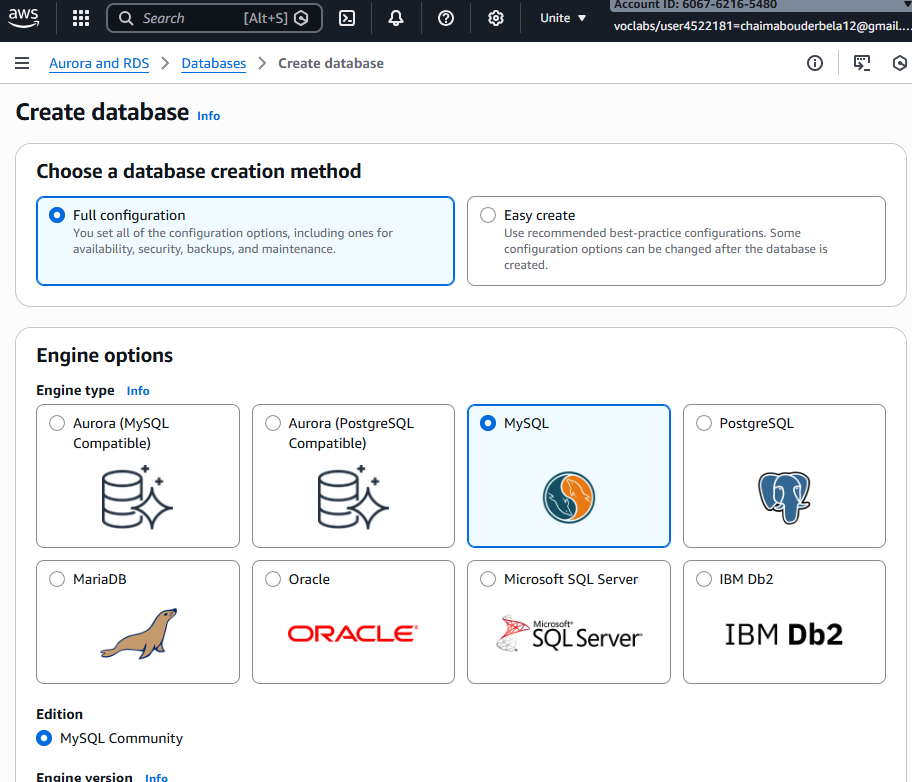 aws
Search [Alt+S]
Unite
Account ID: 6067-6216-5480
voclabs/user4522181=chaimabouderbela12@gmail....
Aurora and RDS Databases Create database
Create database Info
Choose a database creation method
Full configuration
You set all of the configuration options, including ones for
availability, security, backups, and maintenance.
Easy create
Use recommended best-practice configurations. Some
configuration options can be changed after the database is
created.
Engine options
Engine type Info
Aurora (MySQL
Compatible)
Aurora (PostgreSQL
Compatible)
MySQL
PostgreSQL
MariaDB
Oracle
ORACLE
Microsoft SQL Server
Microsoft
SQL Server
IBM Db2
IBM Db2
Edition
MySQL Community
Engine version Info